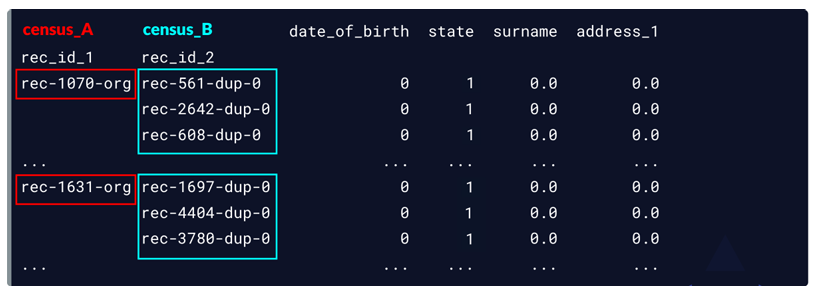 census_A census_B date_of_birth state surname address_1
rec_id_1 rec_id_2
rec-1070-org rec-561-dup-0 0 1 0.0 0.0
rec-2642-dup-0 0 1 0.0 0.0
rec-608-dup-0 0 1 0.0 0.0
... ... ... ... ...
rec-1631-org rec-1697-dup-0 0 1 0.0 0.0
rec-4404-dup-0 0 1 0.0 0.0
rec-3780-dup-0 0 1 0.0 0.0
... ... ... ... ...